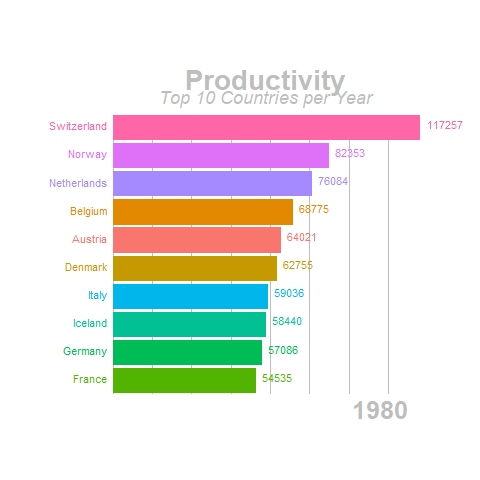 Productivity
Top 10 Countries per Year
Switzerland 117257
Norway 82353
Netherlands 76084
Belgium 68775
Austria 64021
Denmark 62755
Italy 59036
Iceland 58440
Germany 57086
France 54535
1980